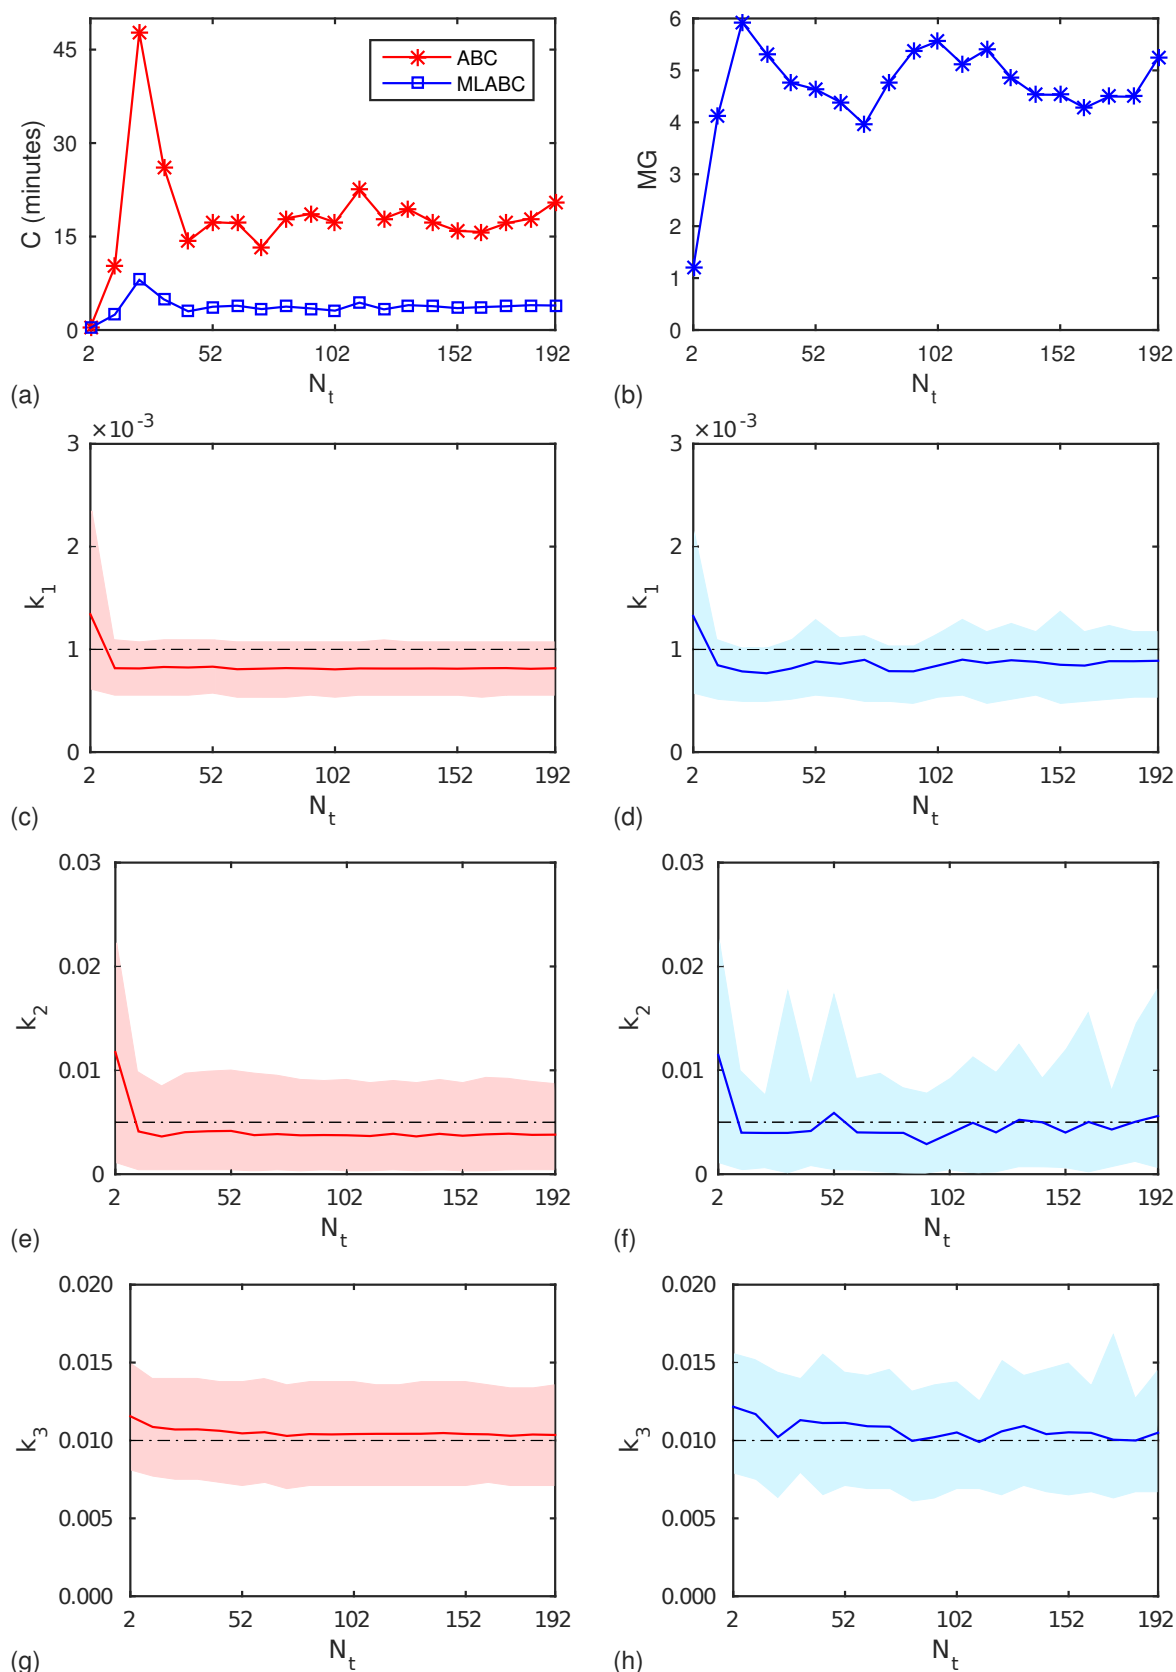 45
30
15
0
C (minutes)
ABC
MLABC
2 52 102 152 192
N_t
(a)
6
5
4
3
2
1
0
MG
2 52 102 152 192
N_t
(b)
×10^-3
3
2
1
0
k_1
2 52 102 152 192
N_t
(c)
×10^-3
3
2
1
0
k_1
2 52 102 152 192
N_t
(d)
0.03
0.02
0.01
0
k_2
2 52 102 152 192
N_t
(e)
0.03
0.02
0.01
0
k_2
2 52 102 152 192
N_t
(f)
0.020
0.015
0.010
0.005
0.000
k_3
2 52 102 152 192
N_t
(g)
0.020
0.015
0.010
0.005
0.000
k_3
2 52 102 152 192
N_t
(h)